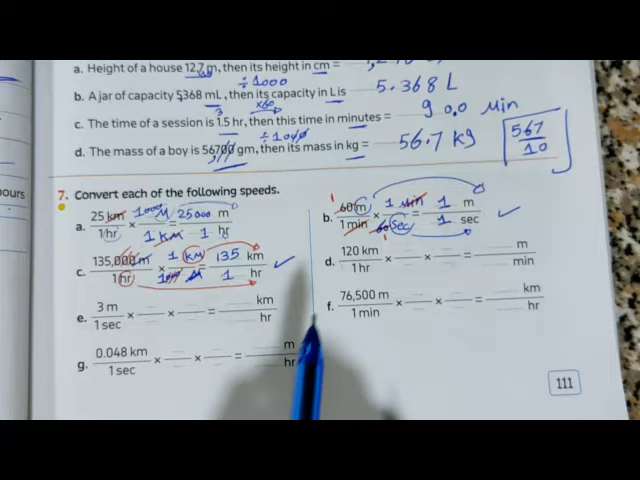 a. Height of a house 12.7 m, then its height in cm =
÷1000
b. A jar of capacity 5368 mL, then its capacity in L is 5.368 L
×60
c. The time of a session is 1.5 hr, then this time in minutes = 90.0 Min
÷1000
d. The mass of a boy is 56700 gm, then its mass in kg = 56.7 kg
567/10
ours
7. Convert each of the following speeds.
a. 25 km/1 hr × 1000 M/1 KM = 25000 m/1 hr
b. 60 m/1 min × 1 Min/60 Sec = 1 m/1 sec
c. 135,000 m/1 hr × 1 KM/1000 M = 135 km/1 hr
d. 120 km/1 hr × × = m/min
e. 3 m/1 sec × × = km/hr
f. 76,500 m/1 min × × = km/hr
g. 0.048 km/1 sec × × = m/hr
111